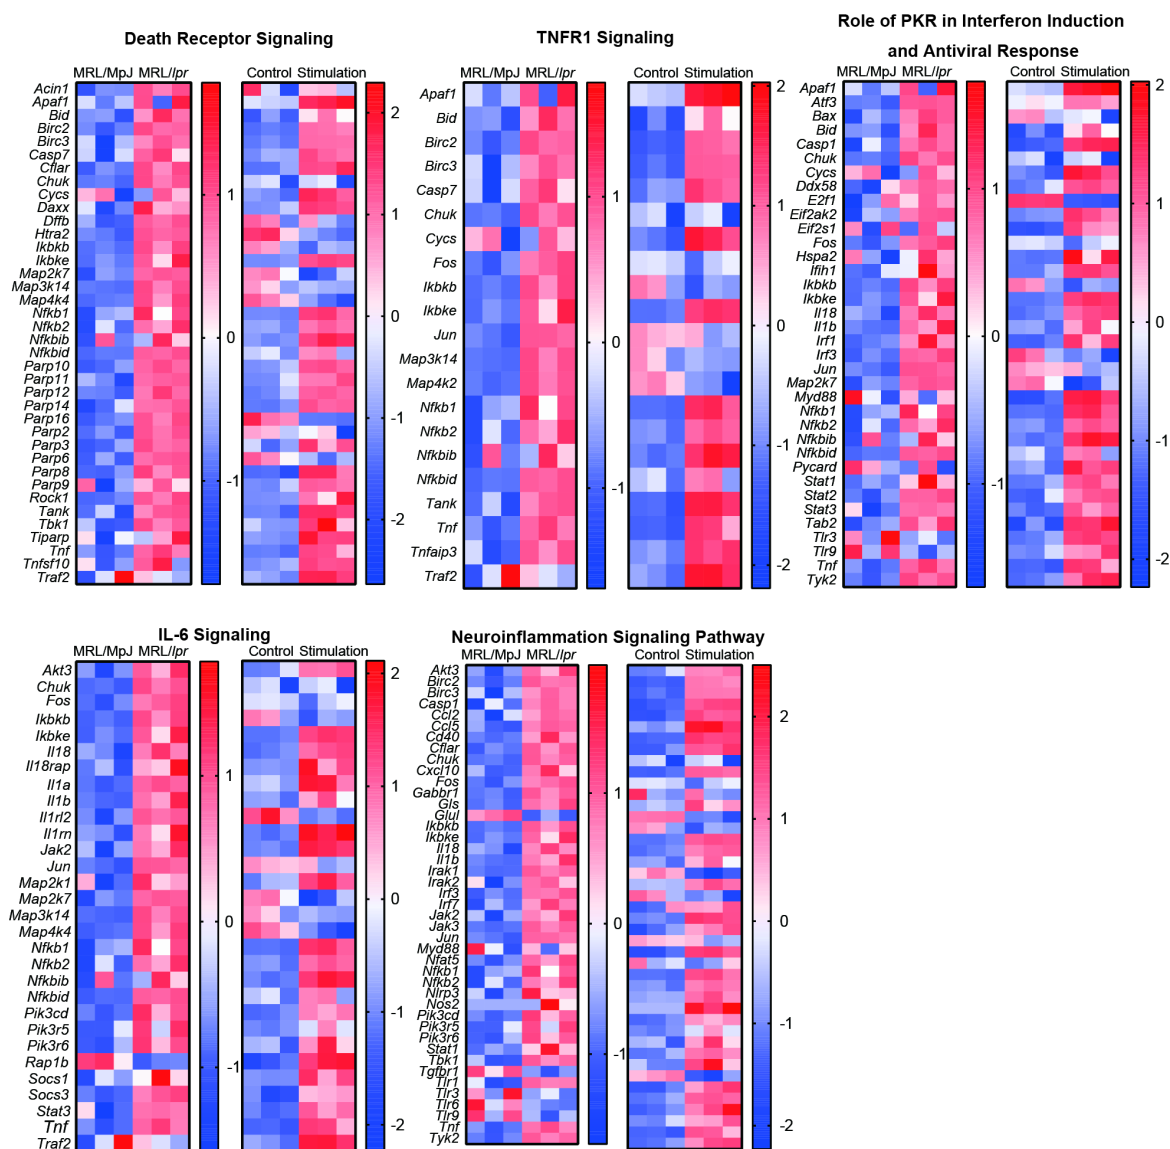 Death Receptor Signaling
MRL/MpJ MRL/lpr
Control Stimulation
Acin1
Apaf1
Bid
Birc2
Birc3
Casp7
Cflar
Chuk
Cycs
Daxx
Dffb
Htra2
Ikbkb
Ikbke
Map2k7
Map3k14
Map4k4
Nfkb1
Nfkb2
Nfkbib
Nfkbid
Parp10
Parp11
Parp12
Parp14
Parp16
Parp2
Parp3
Parp6
Parp8
Parp9
Rock1
Tank
Tbk1
Tiparp
Tnf
Tnfsf10
Traf2
1
0
-1
2
1
0
-1
-2
TNFR1 Signaling
MRL/MpJ MRL/lpr
Control Stimulation
Apaf1
Bid
Birc2
Birc3
Casp7
Chuk
Cycs
Fos
Ikbkb
Ikbke
Jun
Map3k14
Map4k2
Nfkb1
Nfkb2
Nfkbib
Nfkbid
Tank
Tnf
Tnfaip3
Traf2
1
0
-1
2
1
0
-1
-2
Role of PKR in Interferon Induction
and Antiviral Response
MRL/MpJ MRL/lpr
Control Stimulation
Apaf1
Atf3
Bax
Bid
Casp1
Chuk
Cycs
Ddx58
E2f1
Eif2ak2
Eif2s1
Fos
Hspa2
Ifih1
Ikbkb
Ikbke
Il18
Il1b
Irf1
Irf3
Jun
Map2k7
Myd88
Nfkb1
Nfkb2
Nfkbib
Nfkbid
Pycard
Stat1
Stat2
Stat3
Tab2
Tlr3
Tlr9
Tnf
Tyk2
1
0
-1
2
1
0
-1
-2
IL-6 Signaling
MRL/MpJ MRL/lpr
Control Stimulation
Akt3
Chuk
Fos
Ikbkb
Ikbke
Il18
Il18rap
Il1a
Il1b
Il1rl2
Il1rn
Jak2
Jun
Map2k1
Map2k7
Map3k14
Map4k4
Nfkb1
Nfkb2
Nfkbib
Nfkbid
Pik3cd
Pik3r5
Pik3r6
Rap1b
Socs1
Socs3
Stat3
Tnf
Traf2
1
0
-1
2
1
0
-1
-2
Neuroinflammation Signaling Pathway
MRL/MpJ MRL/lpr
Control Stimulation
Akt3
Birc2
Birc3
Casp1
Ccl2
Ccl5
Cd40
Cflar
Chuk
Cxcl10
Fos
Gabbr1
Gls
Glul
Ikbkb
Ikbke
Il18
Il1b
Irak1
Irak2
Irf3
Irf7
Jak2
Jak3
Jun
Myd88
Nfat5
Nfkb1
Nfkb2
Nlrp3
Nos2
Pik3cd
Pik3r5
Pik3r6
Stat1
Tbk1
Tgfbr1
Tlr1
Tlr3
Tlr6
Tlr9
Tnf
Tyk2
1
0
-1
2
1
0
-1
-2